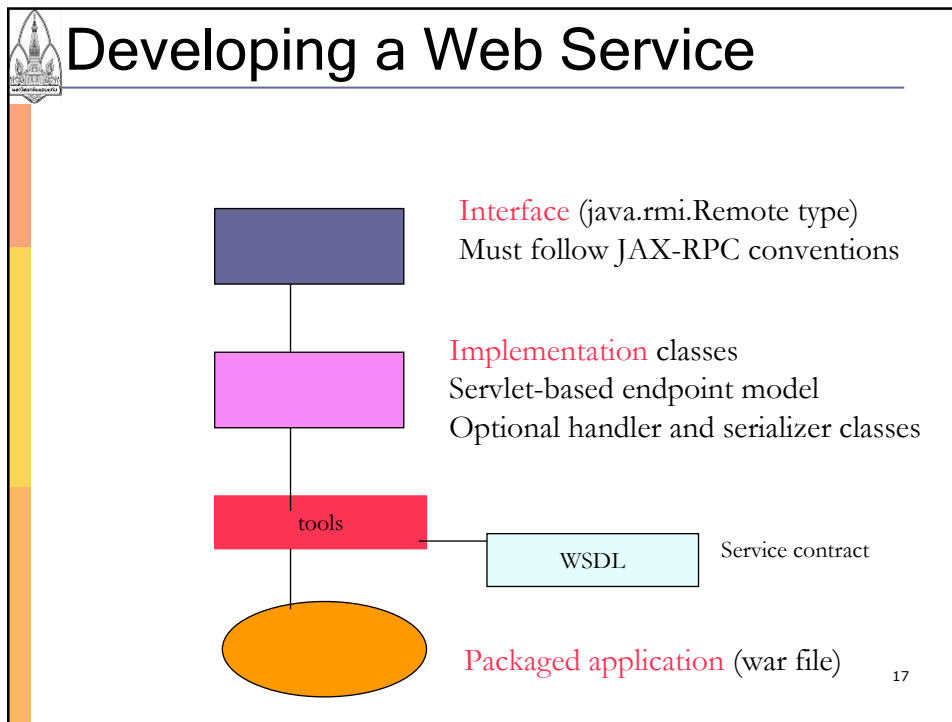 Developing a Web Service
Interface (java.rmi.Remote type)
Must follow JAX-RPC conventions
Implementation classes
Servlet-based endpoint model
Optional handler and serializer classes
tools
WSDL
Service contract
Packaged application (war file)
17